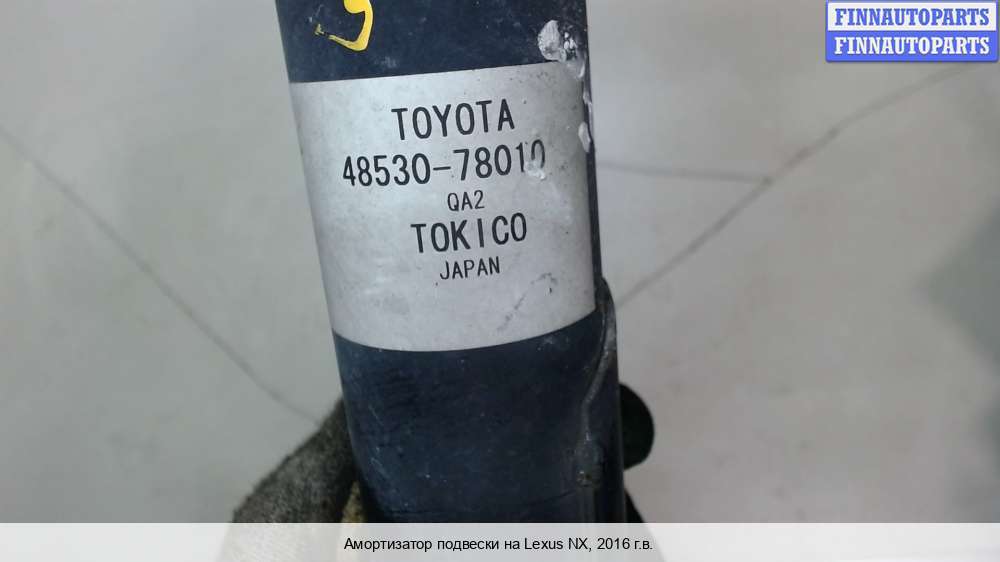 FINNAUTOPARTS
FINNAUTOPARTS
TOYOTA
48530-78010
QA2
TOKICO
JAPAN
Амортизатор подвески на Lexus NX, 2016 г.в.